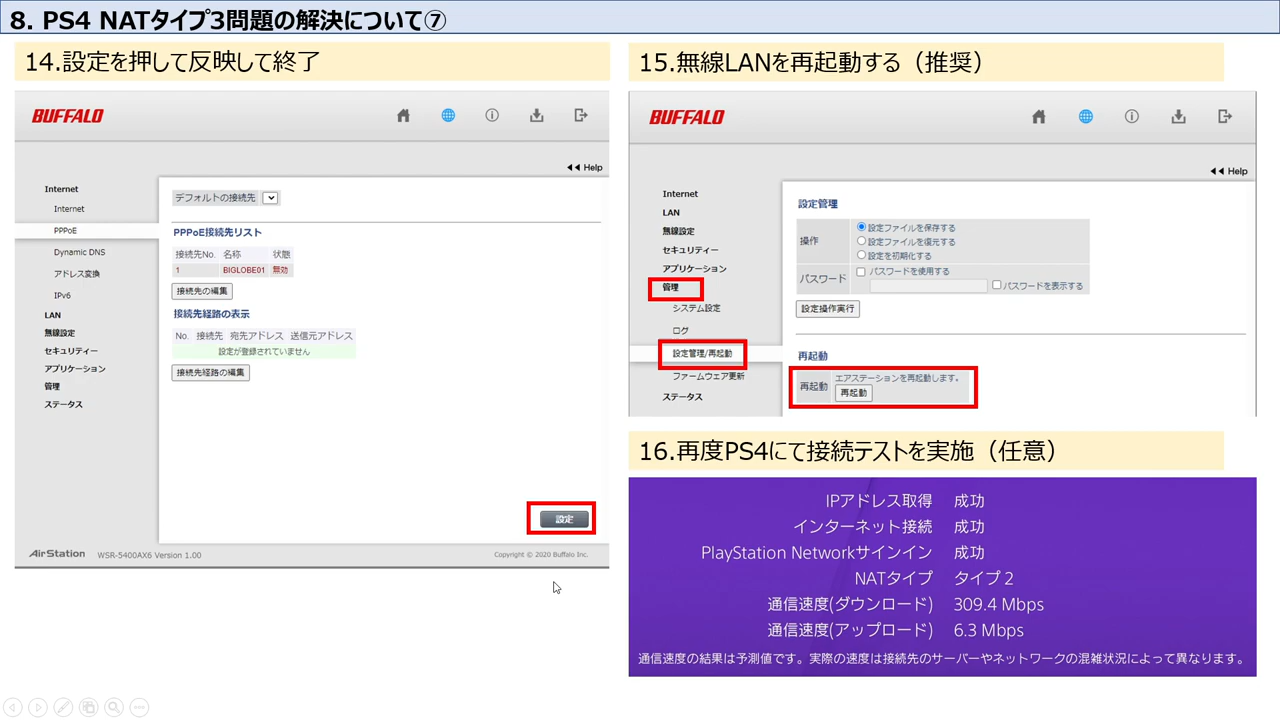 8. PS4 NATタイプ3問題の解決について⑦
14.設定を押して反映して終了
BUFFALO
Help
Internet
Internet
PPPoE
Dynamic DNS
アドレス変換
IPv6
LAN
無線設定
セキュリティー
アプリケーション
管理
ステータス
デフォルトの接続先
PPPoE接続先リスト
接続先No. 名称 状態
1 BIGLOBE01 無効
接続先の編集
接続先経路の表示
No. 接続先 宛先アドレス 送信元アドレス
設定が登録されていません
接続先経路の編集
設定
AirStation WSR-5400AX6 Version 1.00
Copyright © 2020 Buffalo Inc.
15.無線LANを再起動する（推奨）
BUFFALO
Help
Internet
LAN
無線設定
セキュリティー
アプリケーション
管理
システム設定
ログ
設定管理/再起動
ファームウェア更新
ステータス
設定管理
操作
設定ファイルを保存する
設定ファイルを復元する
設定を初期化する
パスワード
パスワードを使用する
パスワードを表示する
設定操作実行
再起動
再起動
エアステーションを再起動します。
再起動
16.再度PS4にて接続テストを実施（任意）
IPアドレス取得 成功
インターネット接続 成功
PlayStation Networkサインイン 成功
NATタイプ タイプ 2
通信速度(ダウンロード) 309.4 Mbps
通信速度(アップロード) 6.3 Mbps
通信速度の結果は予測値です。実際の速度は接続先のサーバーやネットワークの混雑状況によって異なります。